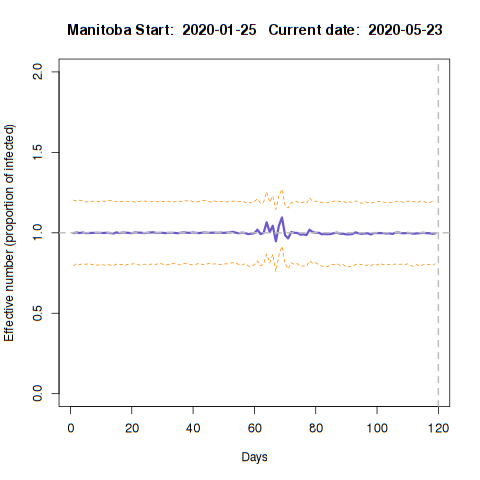 Manitoba Start:  2020-01-25   Current date:  2020-05-23
Effective number (proportion of infected)
2.0
1.5
1.0
0.5
0.0
0 20 40 60 80 100 120
Days